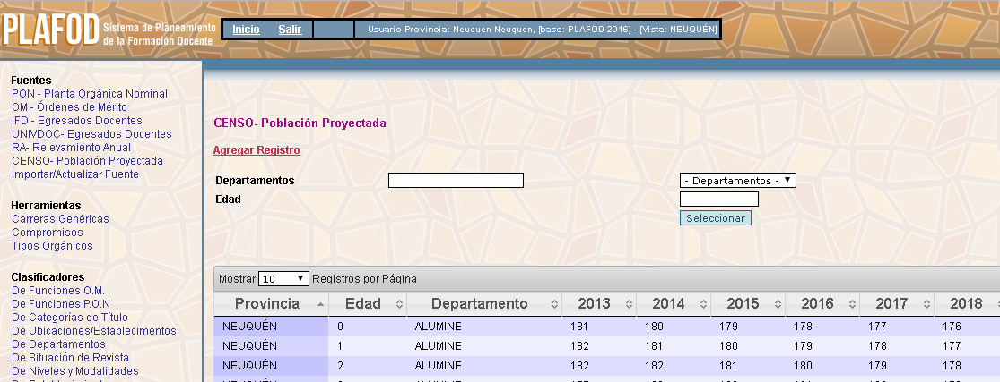 PLAFOD Sistema de Planeamiento
de la Formación Docente
Inicio Salir Usuario Provincia: Neuquen Neuquen, [base: PLAFOD 2016] - [Vista: NEUQUÉN]
Fuentes
PON - Planta Orgánica Nominal
OM - Órdenes de Mérito
IFD - Egresados Docentes
UNIVDOC- Egresados Docentes
RA- Relevamiento Anual
CENSO- Población Proyectada
Importar/Actualizar Fuente
Herramientas
Carreras Genéricas
Compromisos
Tipos Orgánicos
Clasificadores
De Funciones O.M.
De Funciones P.O.N
De Categorías de Título
De Ubicaciones/Establecimientos
De Departamentos
De Situación de Revista
De Niveles y Modalidades
CENSO- Población Proyectada
Agregar Registro
Departamentos - Departamentos -
Edad
Seleccionar
Mostrar 10 Registros por Página
Provincia Edad Departamento 2013 2014 2015 2016 2017 2018
NEUQUÉN 0 ALUMINE 181 180 179 178 177 176
NEUQUÉN 1 ALUMINE 182 181 180 179 178 177
NEUQUÉN 2 ALUMINE 182 182 181 180 179 178